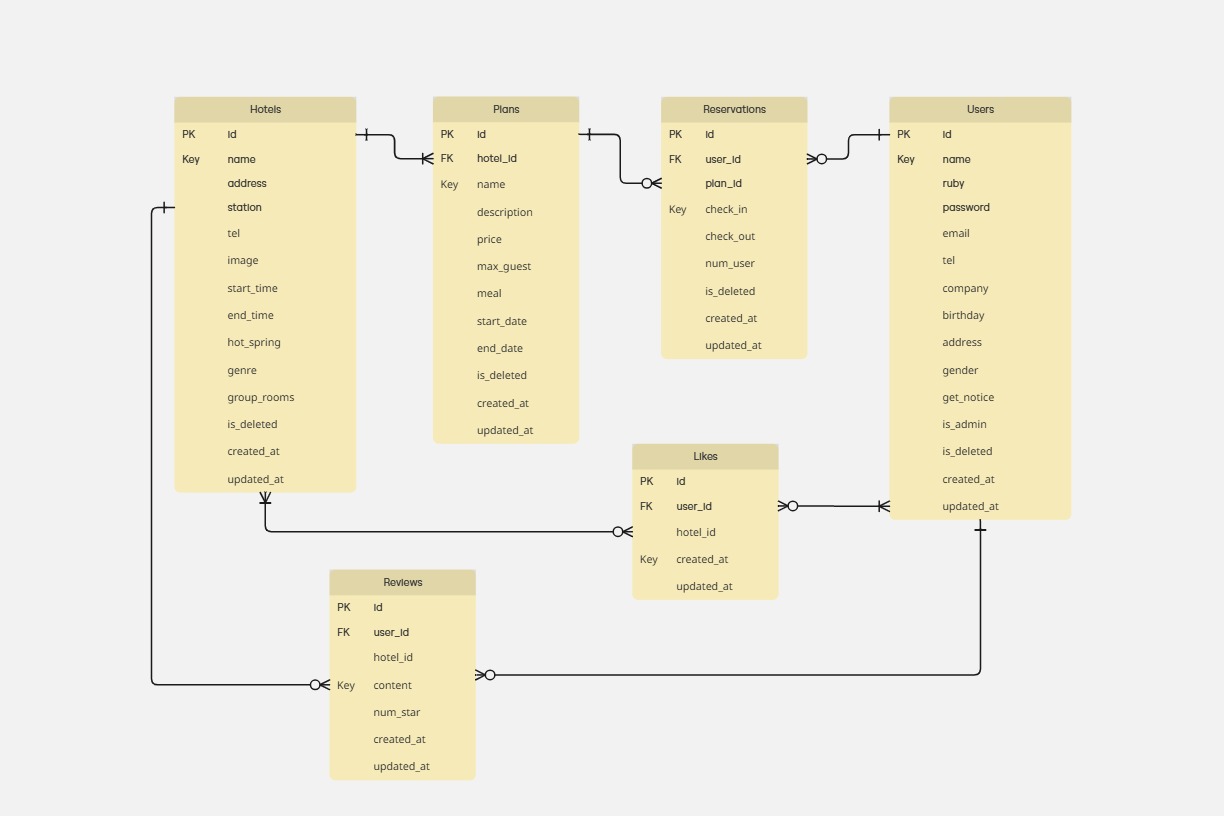 Hotels
PK id
Key name
address
station
tel
image
start_time
end_time
hot_spring
genre
group_rooms
is_deleted
created_at
updated_at
Plans
PK id
FK hotel_id
Key name
description
price
max_guest
meal
start_date
end_date
is_deleted
created_at
updated_at
Reservations
PK id
FK user_id
plan_id
Key check_in
check_out
num_user
is_deleted
created_at
updated_at
Users
PK id
Key name
ruby
password
email
tel
company
birthday
address
gender
get_notice
is_admin
is_deleted
created_at
updated_at
Likes
PK id
FK user_id
hotel_id
Key created_at
updated_at
Reviews
PK id
FK user_id
hotel_id
Key content
num_star
created_at
updated_at